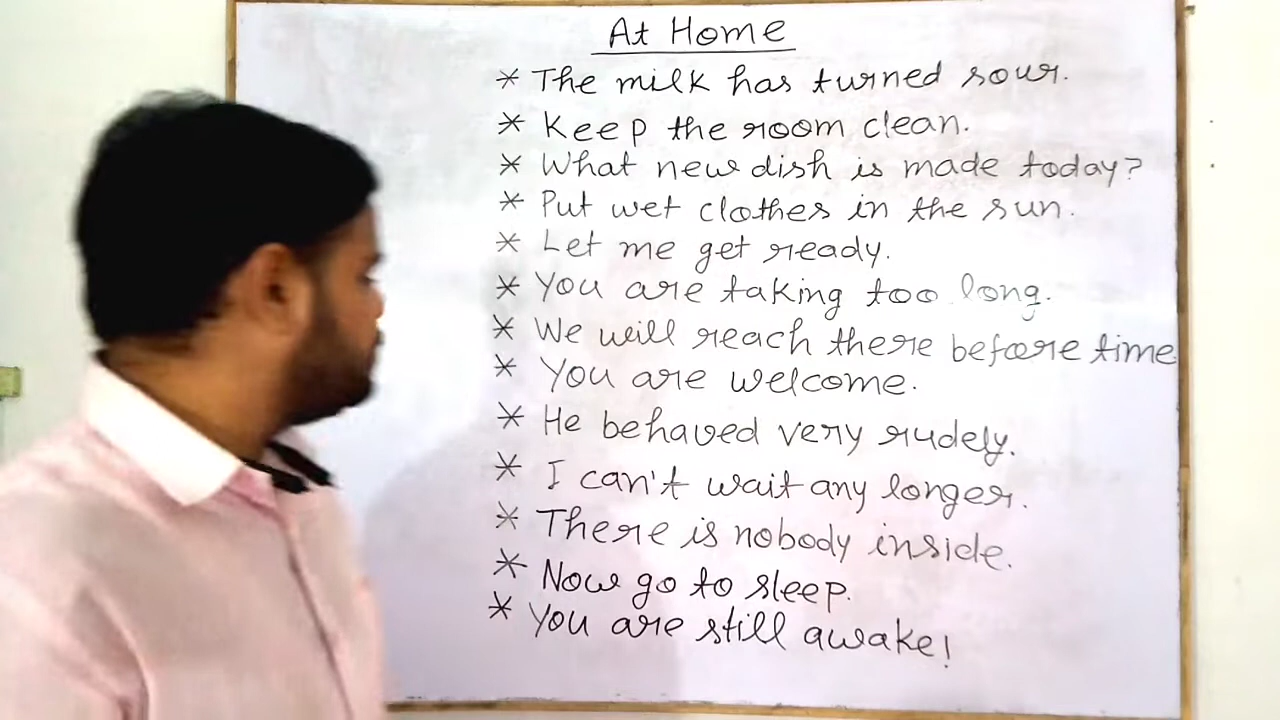 At Home
* The milk has turned sour.
* Keep the room clean.
* What new dish is made today?
* Put wet clothes in the sun.
* Let me get ready.
* You are taking too long.
* We will reach there before time
* You are welcome.
* He behaved very rudely.
* I can't wait any longer.
* There is nobody inside.
* Now go to sleep.
* You are still awake!